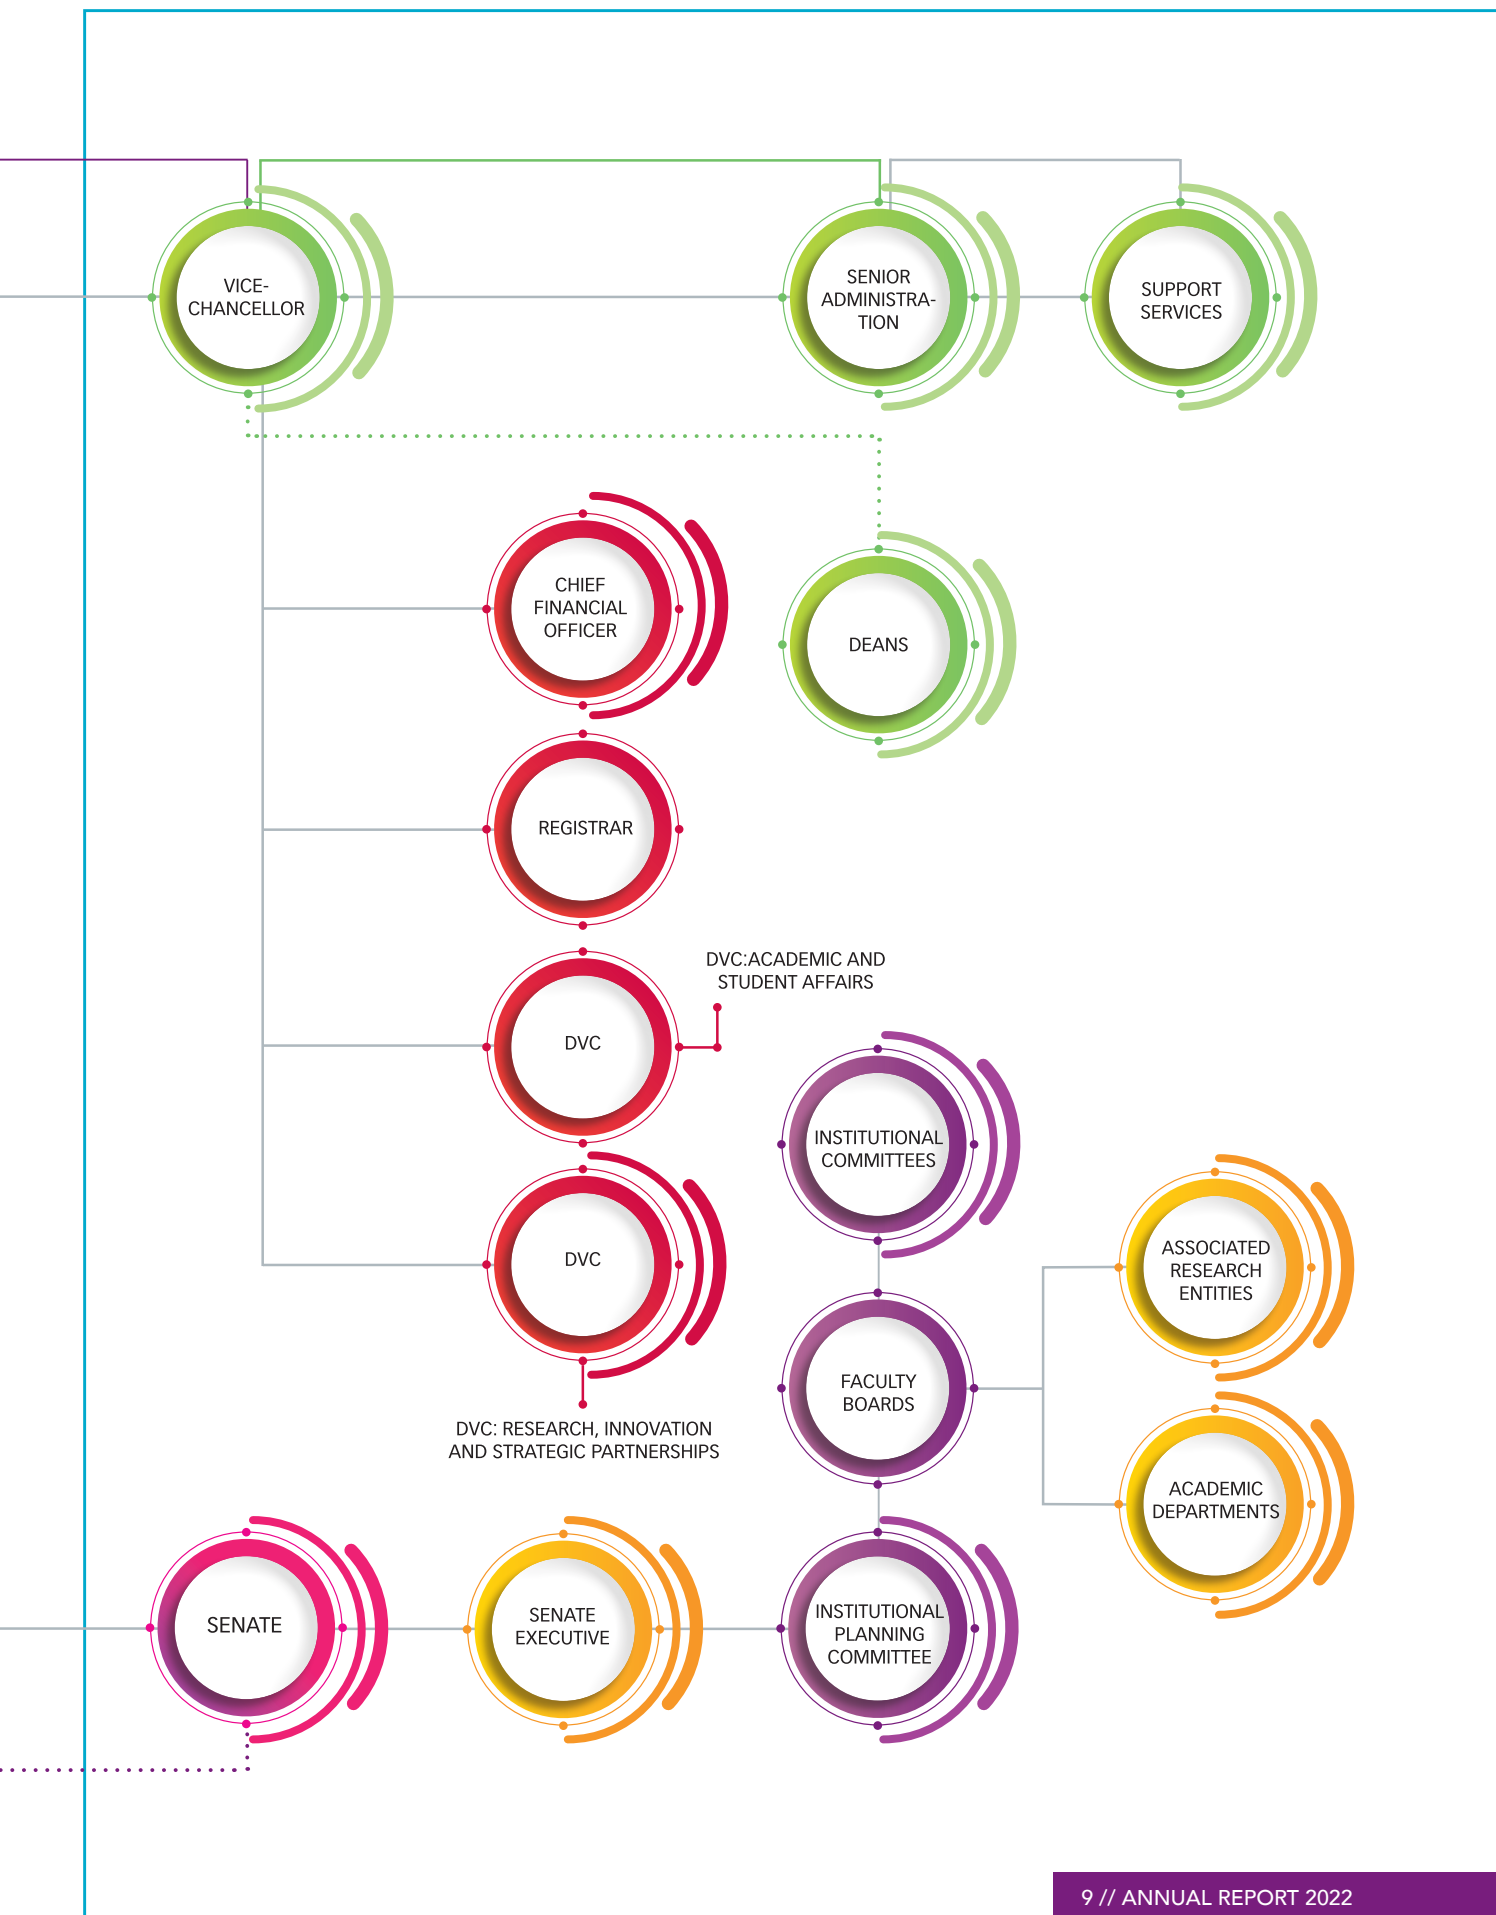 VICE-
CHANCELLOR
SENIOR
ADMINISTRA-
TION
SUPPORT
SERVICES
CHIEF
FINANCIAL
OFFICER
DEANS
REGISTRAR
DVC:ACADEMIC AND
STUDENT AFFAIRS
DVC
INSTITUTIONAL
COMMITTEES
DVC
ASSOCIATED
RESEARCH
ENTITIES
FACULTY
BOARDS
DVC: RESEARCH, INNOVATION
AND STRATEGIC PARTNERSHIPS
ACADEMIC
DEPARTMENTS
SENATE
SENATE
EXECUTIVE
INSTITUTIONAL
PLANNING
COMMITTEE
9 // ANNUAL REPORT 2022